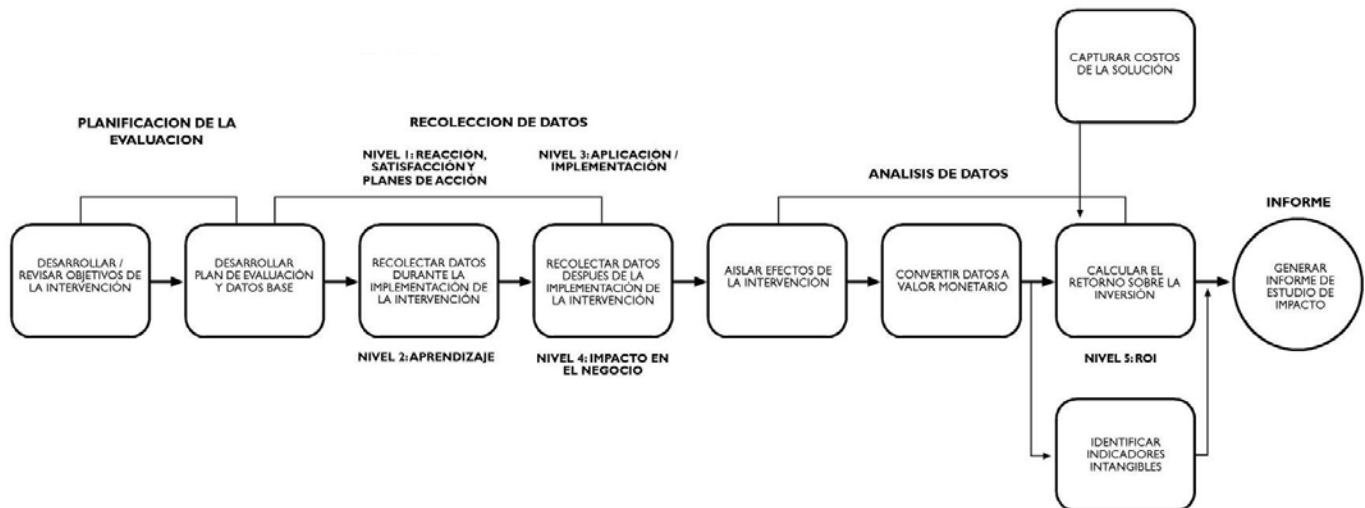 CAPTURAR COSTOS
DE LA SOLUCIÓN
PLANIFICACION DE LA
EVALUACION
RECOLECCION DE DATOS
NIVEL 1: REACCIÓN,
SATISFACCIÓN Y
PLANES DE ACCIÓN
NIVEL 3: APLICACIÓN /
IMPLEMENTACIÓN
ANALISIS DE DATOS
INFORME
DESARROLLAR /
REVISAR OBJETIVOS DE
LA INTERVENCIÓN
DESARROLLAR
PLAN DE EVALUACIÓN
Y DATOS BASE
RECOLECTAR DATOS
DURANTE LA
IMPLEMENTACIÓN DE
LA INTERVENCIÓN
RECOLECTAR DATOS
DESPUES DE LA
IMPLEMENTACIÓN DE
LA INTERVENCIÓN
AISLAR EFECTOS DE
LA INTERVENCIÓN
CONVERTIR DATOS A
VALOR MONETARIO
CALCULAR EL
RETORNO SOBRE LA
INVERSIÓN
GENERAR
INFORME DE
ESTUDIO DE
IMPACTO
NIVEL 2: APRENDIZAJE
NIVEL 4: IMPACTO EN
EL NEGOCIO
NIVEL 5: ROI
IDENTIFICAR
INDICADORES
INTANGIBLES